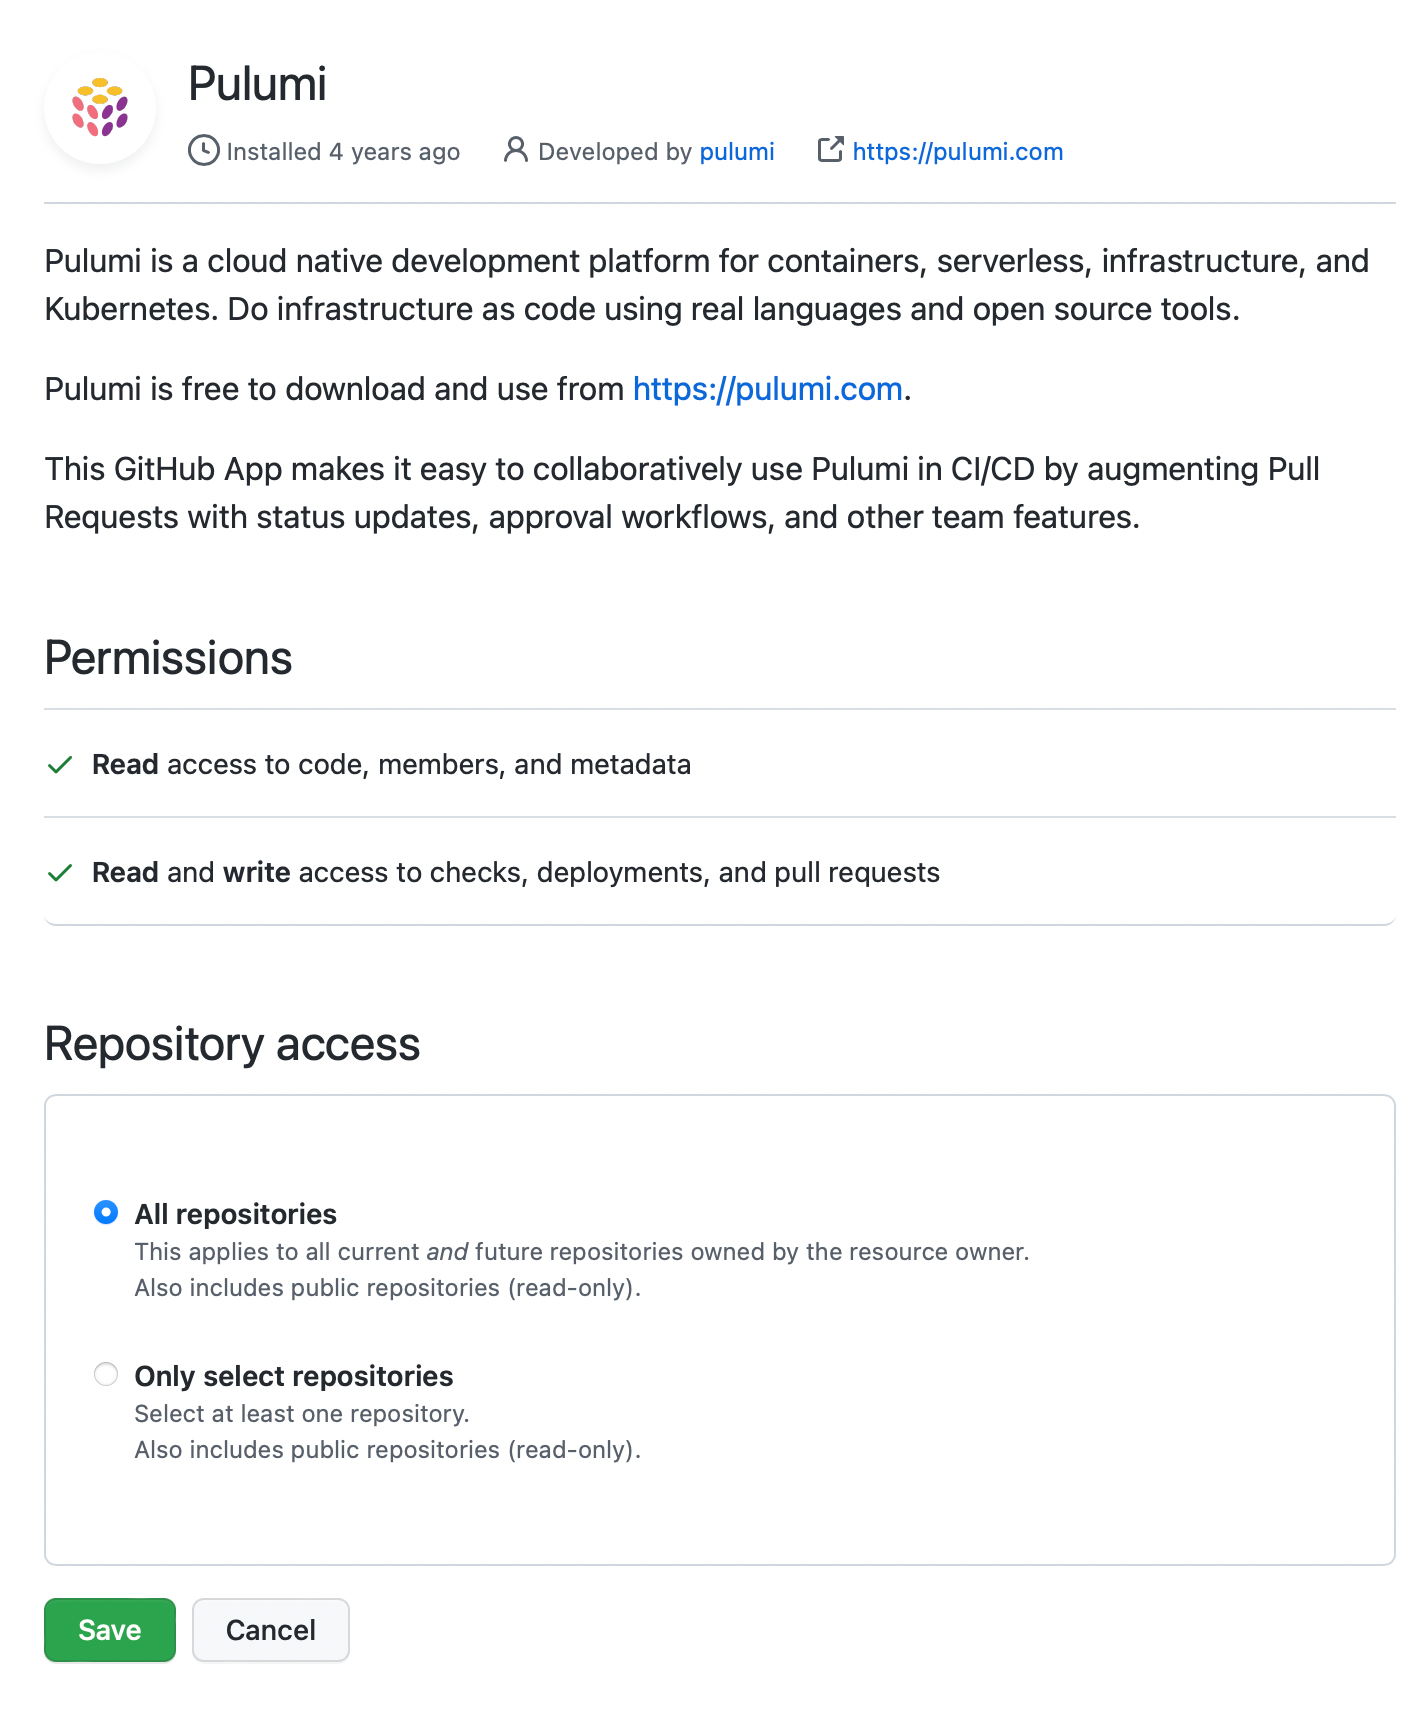 Pulumi
Installed 4 years ago Developed by pulumi https://pulumi.com
Pulumi is a cloud native development platform for containers, serverless, infrastructure, and
Kubernetes. Do infrastructure as code using real languages and open source tools.
Pulumi is free to download and use from https://pulumi.com.
This GitHub App makes it easy to collaboratively use Pulumi in CI/CD by augmenting Pull
Requests with status updates, approval workflows, and other team features.
Permissions
Read access to code, members, and metadata
Read and write access to checks, deployments, and pull requests
Repository access
All repositories
This applies to all current and future repositories owned by the resource owner.
Also includes public repositories (read-only).
Only select repositories
Select at least one repository.
Also includes public repositories (read-only).
Save Cancel